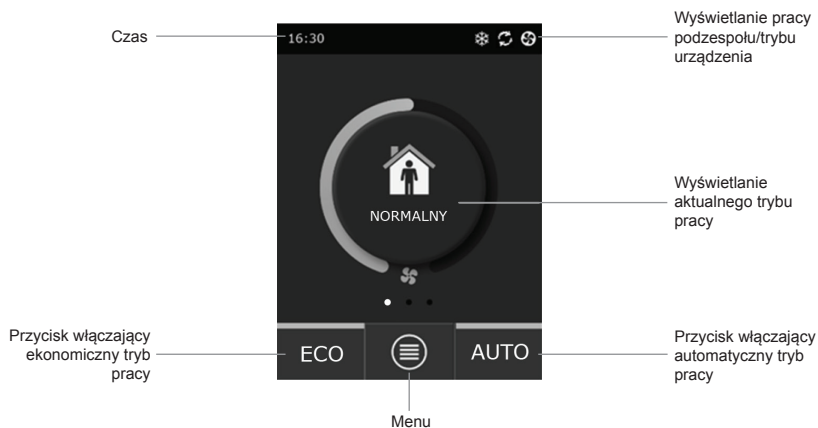 Czas
16:30
Wyświetlanie pracy
podzespołu/trybu
urządzenia
NORMALNY
Wyświetlanie
aktualnego trybu
pracy
Przycisk włączający
ekonomiczny tryb
pracy
ECO
AUTO
Przycisk włączający
automatyczny tryb
pracy
Menu